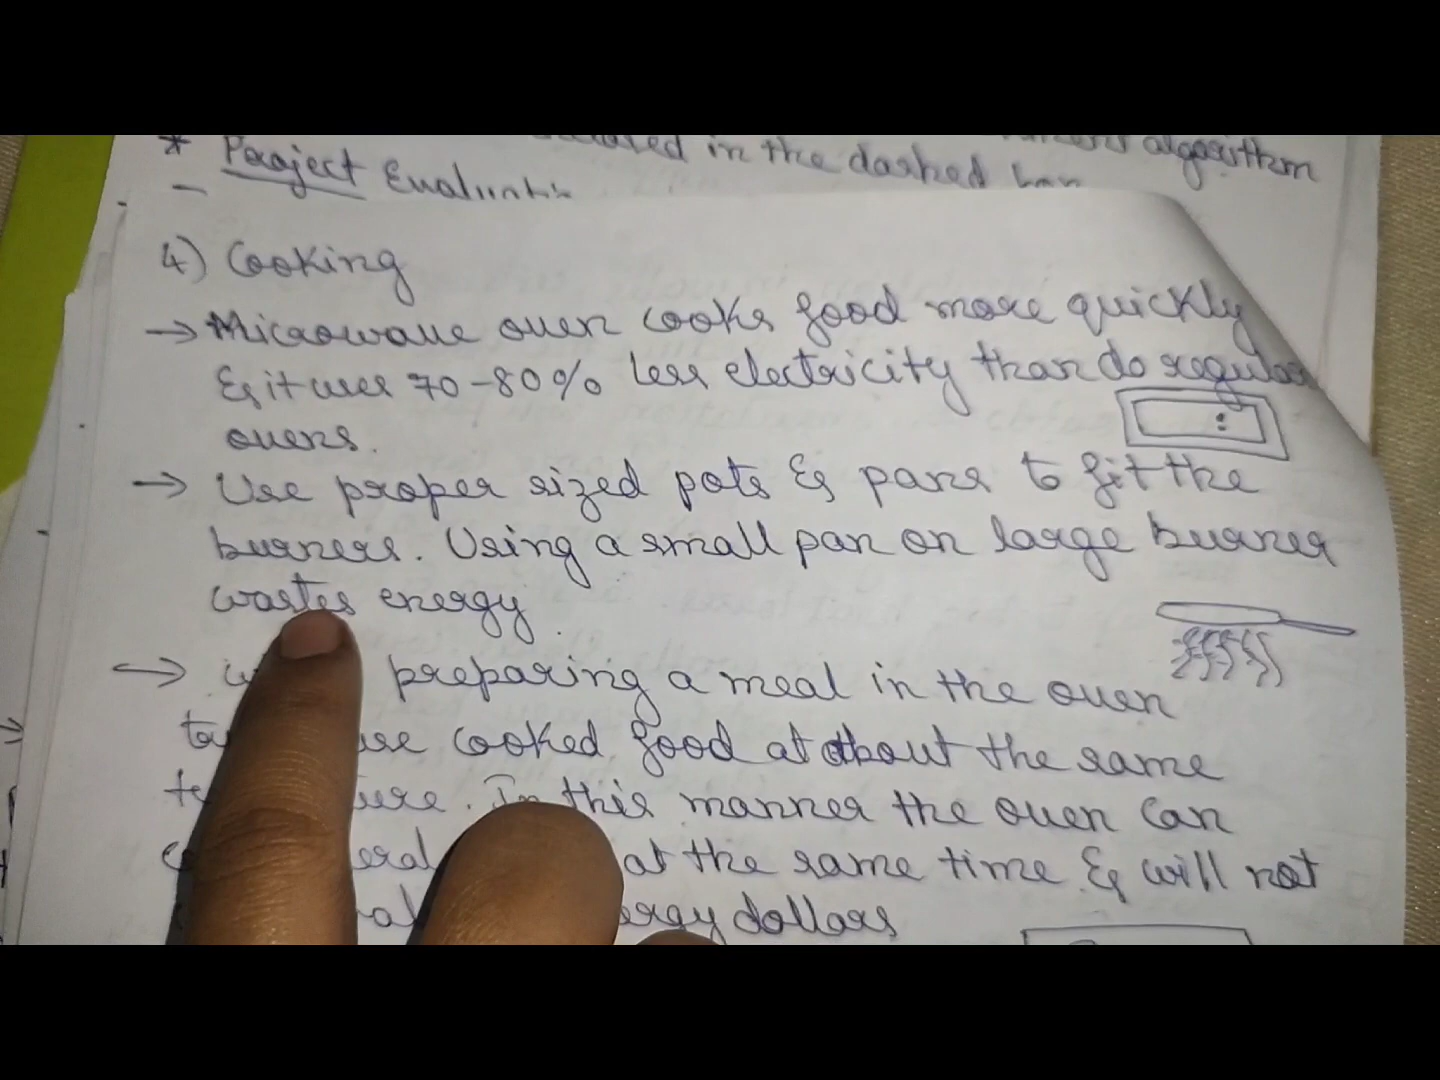 algorithm
in the dashed
* Project Evaluation
4) Cooking
→ Microwave oven cooks food more quickly
& it uses 70-80% less electricity than do regular
ovens.
→ Use proper sized pots & pans to fit the
burners. Using a small pan on large burner
wastes energy.
→ preparing a meal in the oven
cooked food at about the same
In this manner the oven can
at the same time & will not
dollars